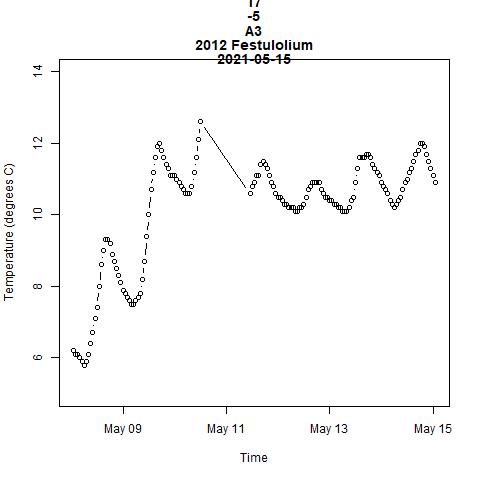 17
-5
A3
2012 Festulolium
2021-05-15
14
12
10
8
6
Temperature (degrees C)
May 09
May 11
May 13
May 15
Time